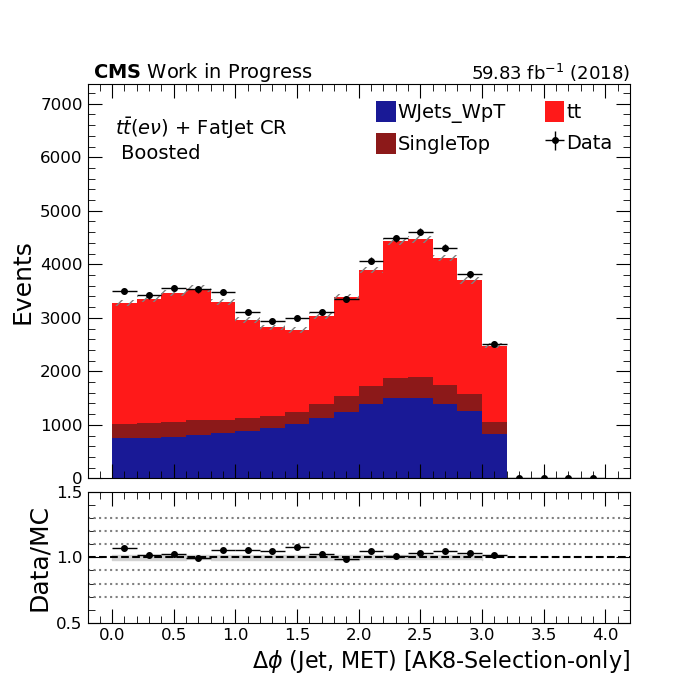 CMS Work in Progress 59.83 fb⁻¹ (2018)
WJets_WpT tt
SingleTop Data
tt̄(eν) + FatJet CR
Boosted
Events
7000
6000
5000
4000
3000
2000
1000
0
Data/MC
1.5
1.0
0.5
0.0 0.5 1.0 1.5 2.0 2.5 3.0 3.5 4.0
Δϕ (Jet, MET) [AK8-Selection-only]